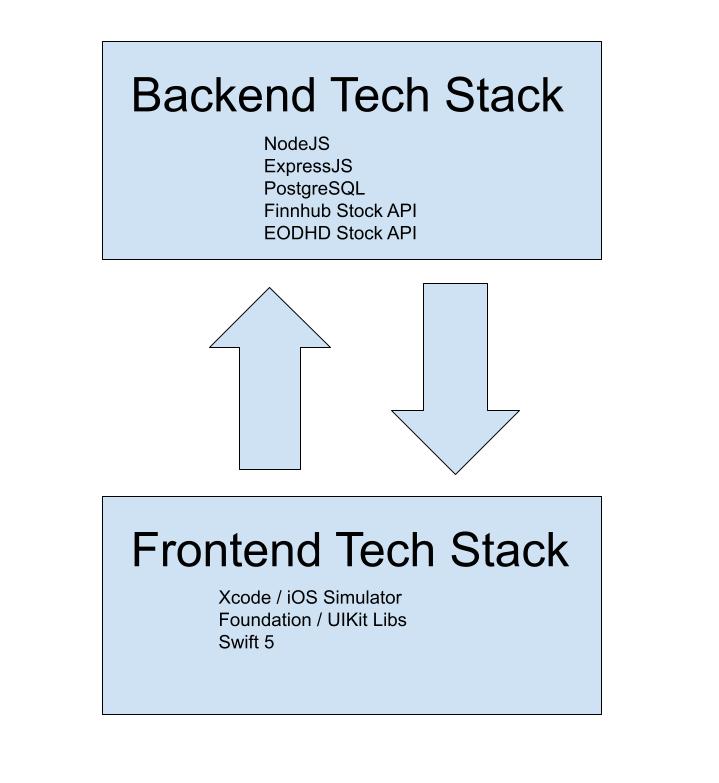 Backend Tech Stack
NodeJS
ExpressJS
PostgreSQL
Finnhub Stock API
EODHD Stock API
Frontend Tech Stack
Xcode / iOS Simulator
Foundation / UIKit Libs
Swift 5